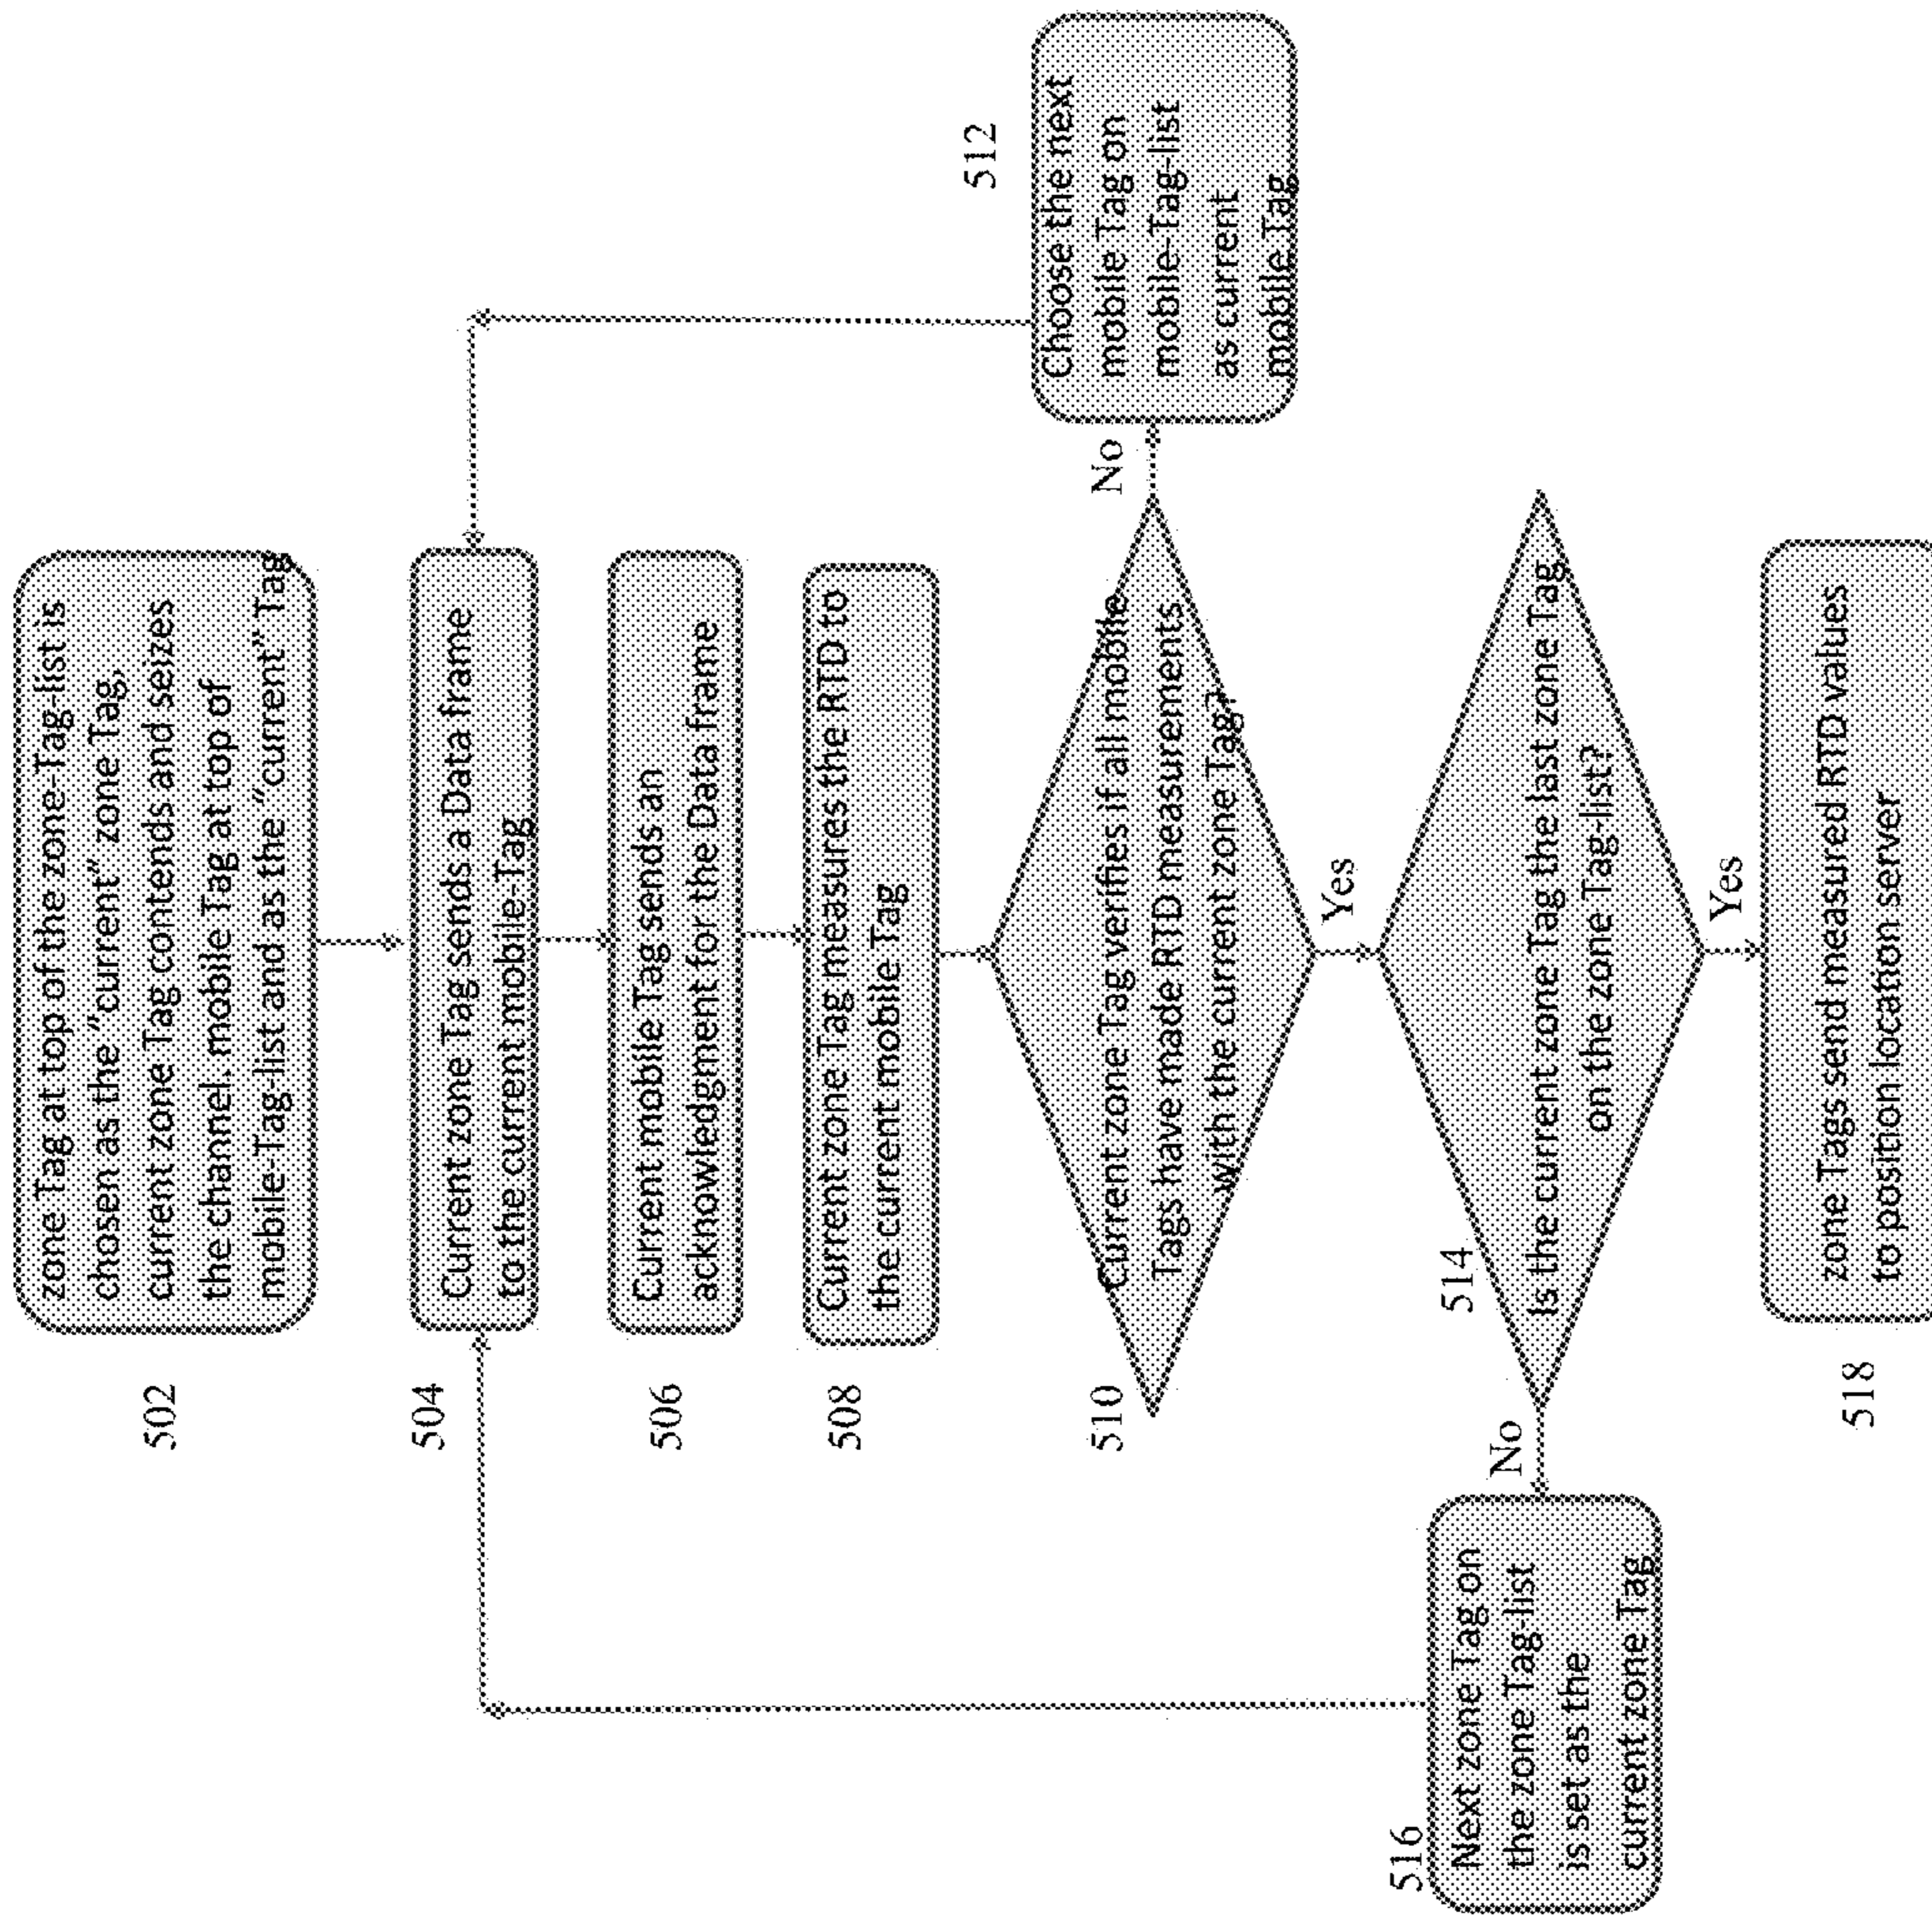 502
zone Tag at top of the zone-Tag-list is
chosen as the "current" zone Tag,
current zone Tag contends and seizes
the channel. mobile Tag at top of
mobile-Tag-list and as the "current" Tag
504
Current zone Tag sends a Data frame
to the current mobile-Tag
506
Current mobile Tag sends an
acknowledgment for the Data frame
508
Current zone Tag measures the RTD to
the current mobile Tag
510
Current zone Tag verifies if all mobile
Tags have made RTD measurements
with the current zone Tag?
No
512
Choose the next
mobile Tag on
mobile-Tag-list
as current
mobile Tag
Yes
514
Is the current zone Tag the last zone Tag
on the zone Tag-list?
No
516
Next zone Tag on
the zone Tag-list
is set as the
current zone Tag
Yes
518
zone Tags send measured RTD values
to position location server